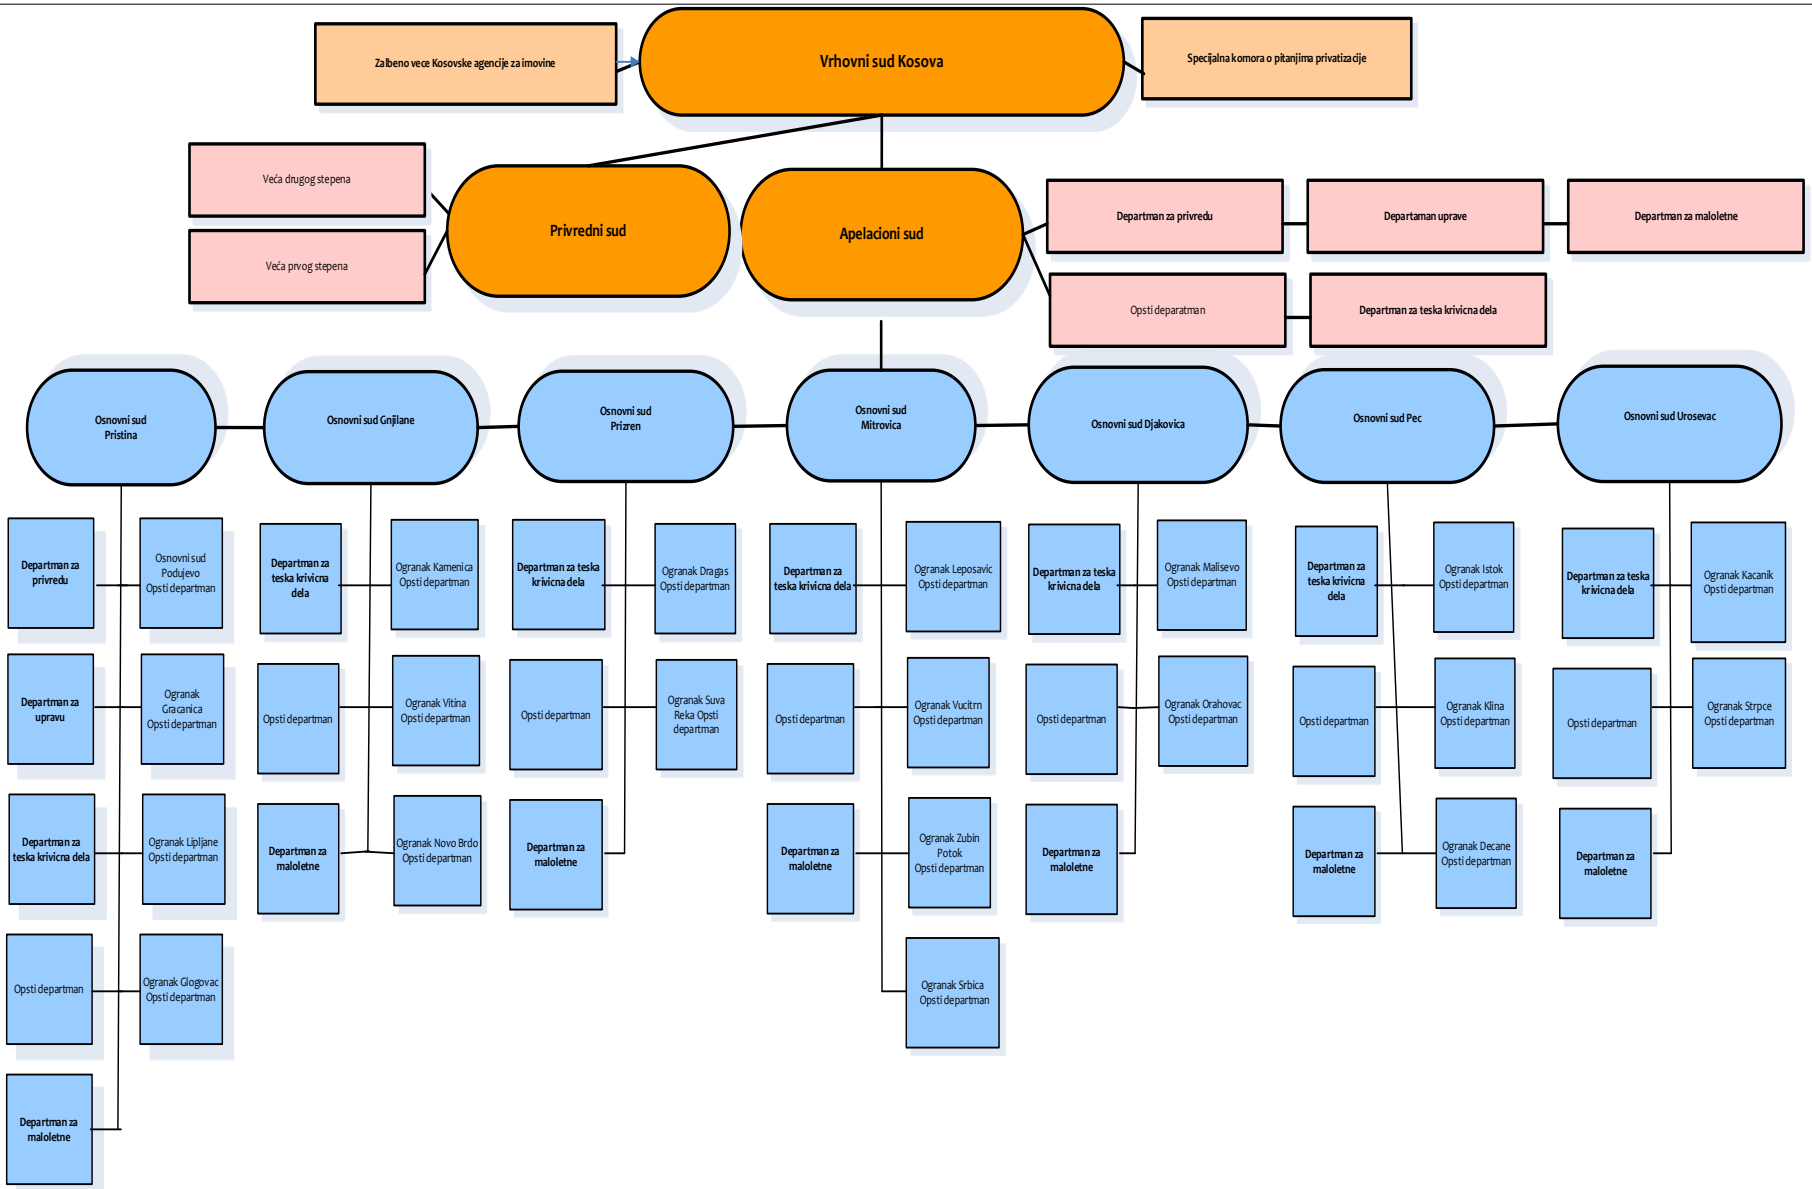 Zalbeno vece Kosovske agencije za imovine
Vrhovni sud Kosova
Specijalna komora o pitanjima privatizacije
Veća drugog stepena
Veća prvog stepena
Privredni sud
Apelacioni sud
Departman za privredu
Departaman uprave
Departman za maloletne
Opsti deparatman
Departman za teska krivicna dela
Osnovni sud
Pristina
Osnovni sud Gnjilane
Osnovni sud
Prizren
Osnovni sud
Mitrovica
Osnovni sud Djakovica
Osnovni sud Pec
Osnovni sud Urosevac
Departman za
privredu
Osnovni sud
Podujevo
Opsti departman
Departman za
upravu
Ogranak
Gracanica
Opsti departman
Departman za
teska krivicna dela
Ogranak Lipljane
Opsti departman
Opsti departman
Ogranak Glogovac
Opsti departman
Departman za
maloletne
Departman za
teska krivicna
dela
Ogranak Kamenica
Opsti departman
Opsti departman
Ogranak Vitina
Opsti department
Departman za
maloletne
Ogranak Novo Brdo
Opsti departman
Departman za teska
krivicna dela
Ogranak Dragas
Opsti departman
Opsti departman
Ogranak Suva
Reka Opsti
department
Departman za
maloletne
Departman za
teska krivicna dela
Ogranak Leposavic
Opsti departman
Opsti departman
Ogranak Vucitrn
Opsti departman
Departman za
maloletne
Ogranak Zubin
Potok
Opsti departman
Ogranak Srbica
Opsti departman
Departman za teska
krivicna dela
Ogranak Malisevo
Opsti departman
Opsti departman
Ogranak Orahovac
Opsti departman
Departman za
maloletne
Departman za
teska krivicna
dela
Ogranak Istok
Opsti departman
Opsti departman
Ogranak Klina
Opsti departman
Departman za
maloletne
Ogranak Decane
Opsti departman
Departman za teska
krivicna dela
Ogranak Kacanik
Opsti departman
Opsti departman
Ogranak Strpce
Opsti departman
Departman za
maloletne